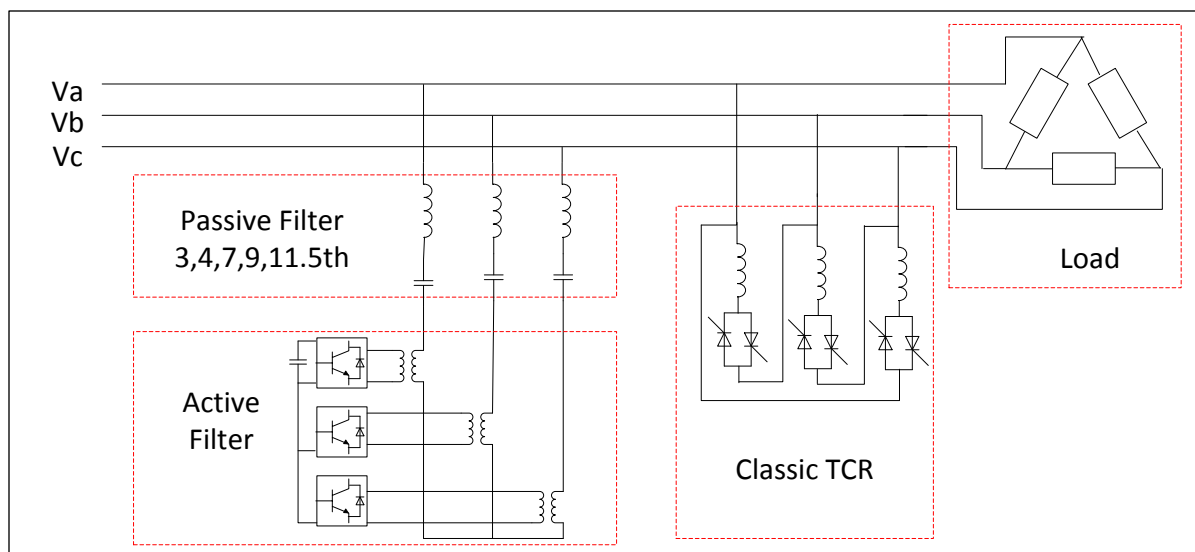 Va
Vb
Vc
Passive Filter
3,4,7,9,11.5th
Active
Filter
Classic TCR
Load